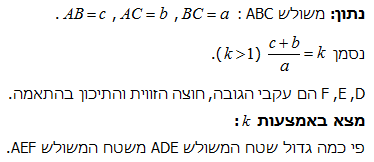 נתון: משולש ABC : AB = c , AC = b , BC = a .
נסמן (k > 1) (c + b)/a = k.
D, E, F הם עקבי הגובה, חוצה הזווית והתיכון בהתאמה.
מצא באמצעות k:
פי כמה גדול שטח המשולש ADE משטח המשולש AEF.